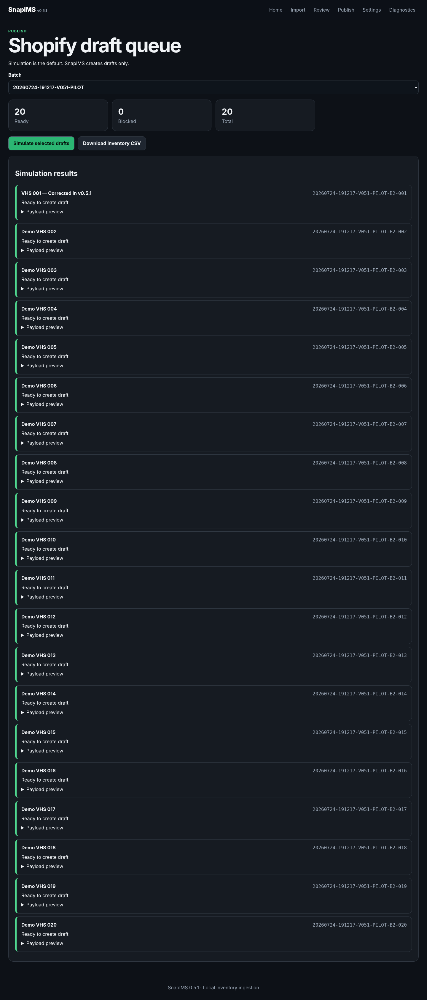 SnapIMS v0.5.1
Home Import Review Publish Settings Diagnostics
PUBLISH
Shopify draft queue
Simulation is the default. SnapIMS creates drafts only.
Batch
20260724-191217-V051-PILOT
20
Ready
0
Blocked
20
Total
Simulate selected drafts
Download inventory CSV
Simulation results
VHS 001 — Corrected in v0.5.1 20260724-191217-V051-PILOT-B2-001
Ready to create draft
Payload preview
Demo VHS 002 20260724-191217-V051-PILOT-B2-002
Ready to create draft
Payload preview
Demo VHS 003 20260724-191217-V051-PILOT-B2-003
Ready to create draft
Payload preview
Demo VHS 004 20260724-191217-V051-PILOT-B2-004
Ready to create draft
Payload preview
Demo VHS 005 20260724-191217-V051-PILOT-B2-005
Ready to create draft
Payload preview
Demo VHS 006 20260724-191217-V051-PILOT-B2-006
Ready to create draft
Payload preview
Demo VHS 007 20260724-191217-V051-PILOT-B2-007
Ready to create draft
Payload preview
Demo VHS 008 20260724-191217-V051-PILOT-B2-008
Ready to create draft
Payload preview
Demo VHS 009 20260724-191217-V051-PILOT-B2-009
Ready to create draft
Payload preview
Demo VHS 010 20260724-191217-V051-PILOT-B2-010
Ready to create draft
Payload preview
Demo VHS 011 20260724-191217-V051-PILOT-B2-011
Ready to create draft
Payload preview
Demo VHS 012 20260724-191217-V051-PILOT-B2-012
Ready to create draft
Payload preview
Demo VHS 013 20260724-191217-V051-PILOT-B2-013
Ready to create draft
Payload preview
Demo VHS 014 20260724-191217-V051-PILOT-B2-014
Ready to create draft
Payload preview
Demo VHS 015 20260724-191217-V051-PILOT-B2-015
Ready to create draft
Payload preview
Demo VHS 016 20260724-191217-V051-PILOT-B2-016
Ready to create draft
Payload preview
Demo VHS 017 20260724-191217-V051-PILOT-B2-017
Ready to create draft
Payload preview
Demo VHS 018 20260724-191217-V051-PILOT-B2-018
Ready to create draft
Payload preview
Demo VHS 019 20260724-191217-V051-PILOT-B2-019
Ready to create draft
Payload preview
Demo VHS 020 20260724-191217-V051-PILOT-B2-020
Ready to create draft
Payload preview
SnapIMS 0.5.1 · Local inventory ingestion